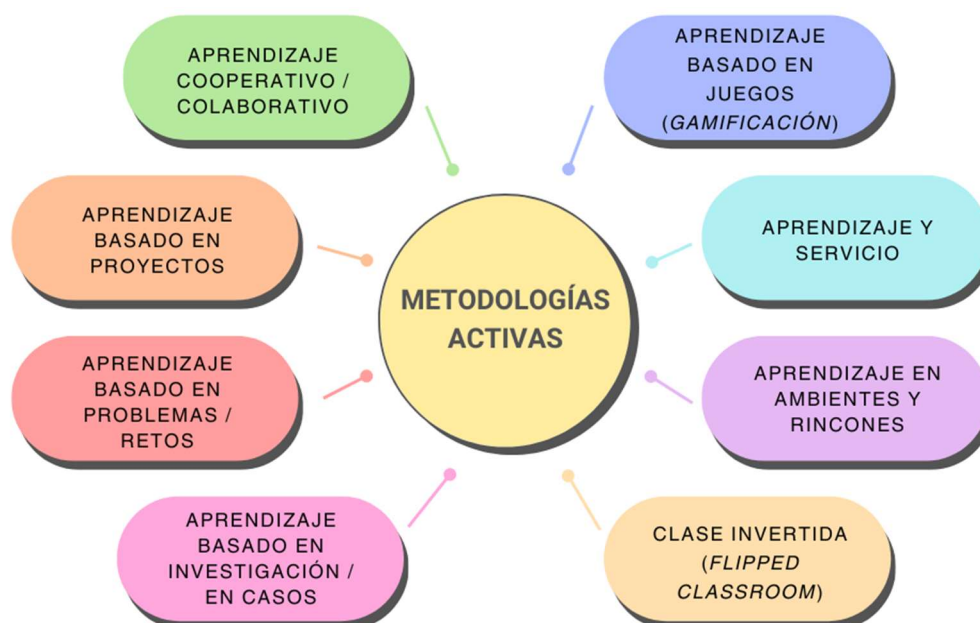 APRENDIZAJE
COOPERATIVO /
COLABORATIVO
APRENDIZAJE
BASADO EN
JUEGOS
(GAMIFICACIÓN)
APRENDIZAJE
BASADO EN
PROYECTOS
APRENDIZAJE Y
SERVICIO
METODOLOGÍAS
ACTIVAS
APRENDIZAJE
BASADO EN
PROBLEMAS /
RETOS
APRENDIZAJE EN
AMBIENTES Y
RINCONES
APRENDIZAJE
BASADO EN
INVESTIGACIÓN /
EN CASOS
CLASE INVERTIDA
(FLIPPED
CLASSROOM)